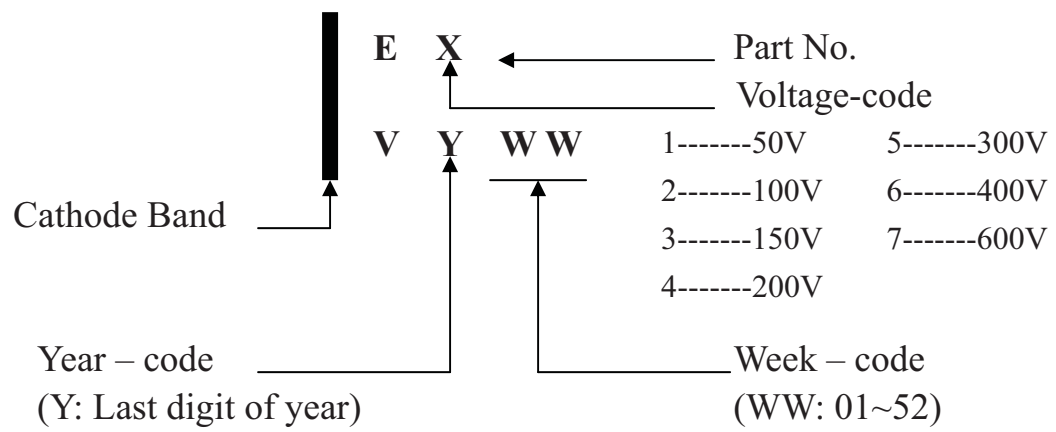 E X Part No.
Voltage-code
V Y W W 1-------50V 5-------300V
2-------100V 6-------400V
Cathode Band
3-------150V 7-------600V
4-------200V
Year – code Week – code
(Y: Last digit of year) (WW: 01~52)